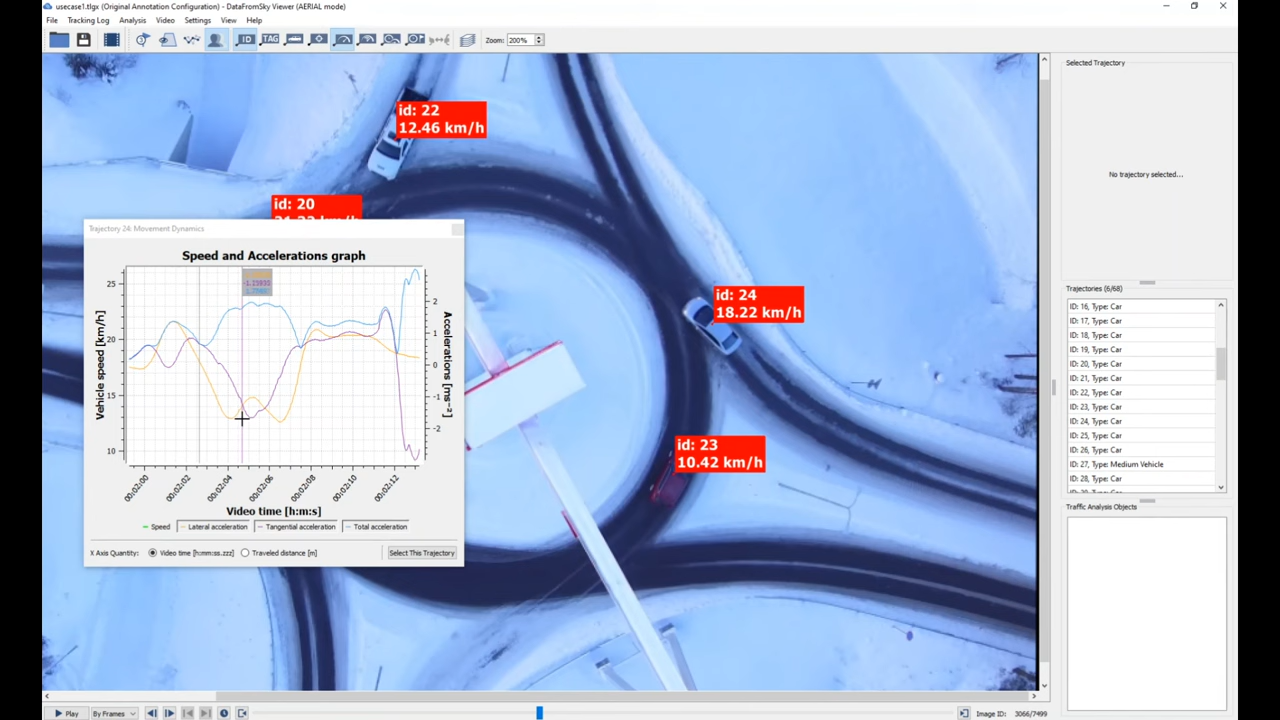 usecase1.tlgx (Original Annotation Configuration) - DataFromSky Viewer (AERIAL mode)
File Tracking Log Analysis Video Settings View Help
ID TAG Zoom: 200%
Selected Trajectory
No trajectory selected...
id: 22
12.46 km/h
id: 20
id: 24
18.22 km/h
id: 23
10.42 km/h
Trajectory 24: Movement Dynamics
Speed and Accelerations graph
Vehicle speed [km/h]
25
20
15
10
2
1
0
-1
-2
Accelerations [ms⁻²]
00:02:00 00:02:02 00:02:04 00:02:06 00:02:08 00:02:10 00:02:12
Video time [h:m:s]
Speed Lateral acceleration Tangential acceleration Total acceleration
X Axis Quantity: Video time [h:mm:ss.zzz] Traveled distance [m] Select This Trajectory
Trajectories (6/68)
ID: 16, Type: Car
ID: 17, Type: Car
ID: 18, Type: Car
ID: 19, Type: Car
ID: 20, Type: Car
ID: 21, Type: Car
ID: 22, Type: Car
ID: 23, Type: Car
ID: 24, Type: Car
ID: 25, Type: Car
ID: 26, Type: Car
ID: 27, Type: Medium Vehicle
ID: 28, Type: Car
Traffic Analysis Objects
Play By Frames Image ID: 3066/7499